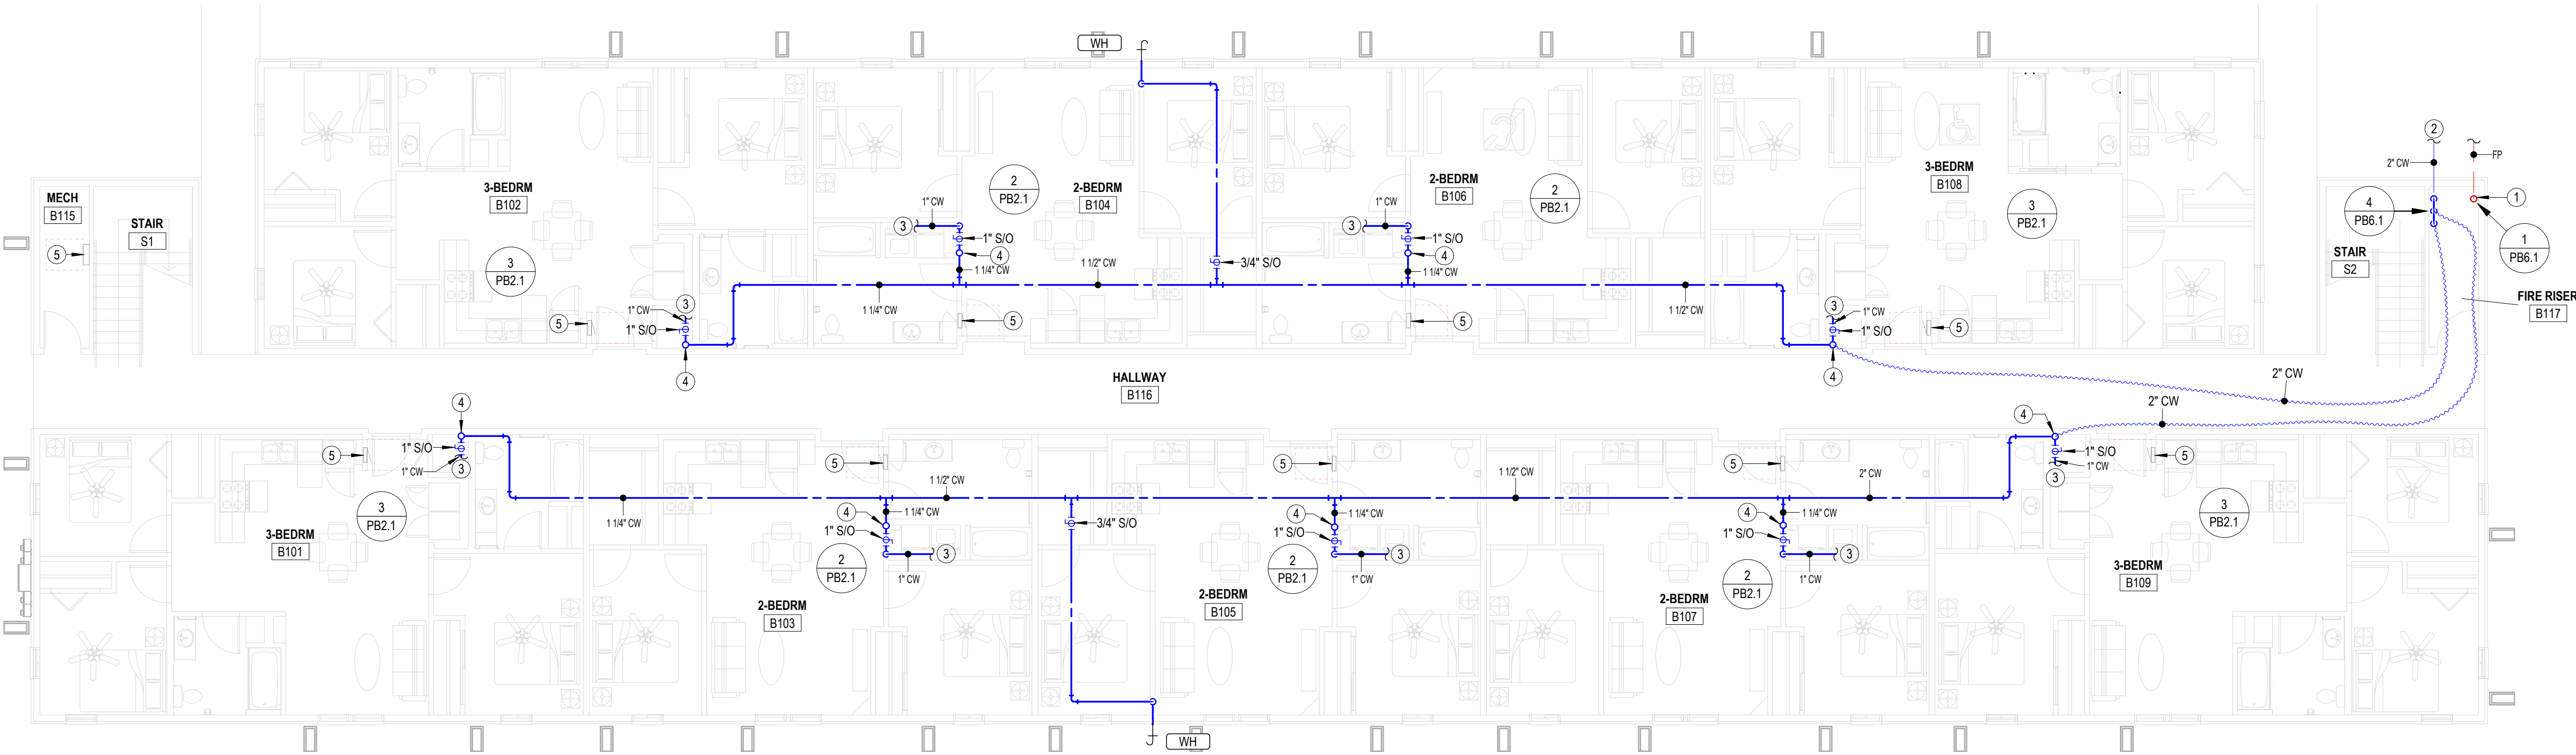 WH
2
2" CW
FP
1
4
PB6.1
1
PB6.1
STAIR
S2
FIRE RISER
B117
MECH
B115
STAIR
S1
5
3-BEDRM
B102
3
PB2.1
2
PB2.1
2-BEDRM
B104
2-BEDRM
B106
2
PB2.1
3-BEDRM
B108
3
PB2.1
1" CW
3
1" S/O
4
1 1/4" CW
1" CW
3
1" S/O
4
1 1/4" CW
3/4" S/O
1 1/4" CW
1 1/2" CW
1 1/2" CW
3
1" CW
1" S/O
4
5
5
5
3
1" CW
1" S/O
4
5
HALLWAY
B116
2" CW
2" CW
4
1" S/O
1" CW
3
5
3
PB2.1
3-BEDRM
B101
1 1/4" CW
5
1 1/2" CW
4
1 1/4" CW
1" S/O
3
1" CW
2
PB2.1
2-BEDRM
B103
3/4" S/O
5
4
1 1/4" CW
1" S/O
3
1" CW
2
PB2.1
2-BEDRM
B105
1 1/2" CW
5
2" CW
4
1 1/4" CW
1" S/O
3
1" CW
2
PB2.1
2-BEDRM
B107
4
1" S/O
1" CW
3
5
3
PB2.1
3-BEDRM
B109
WH